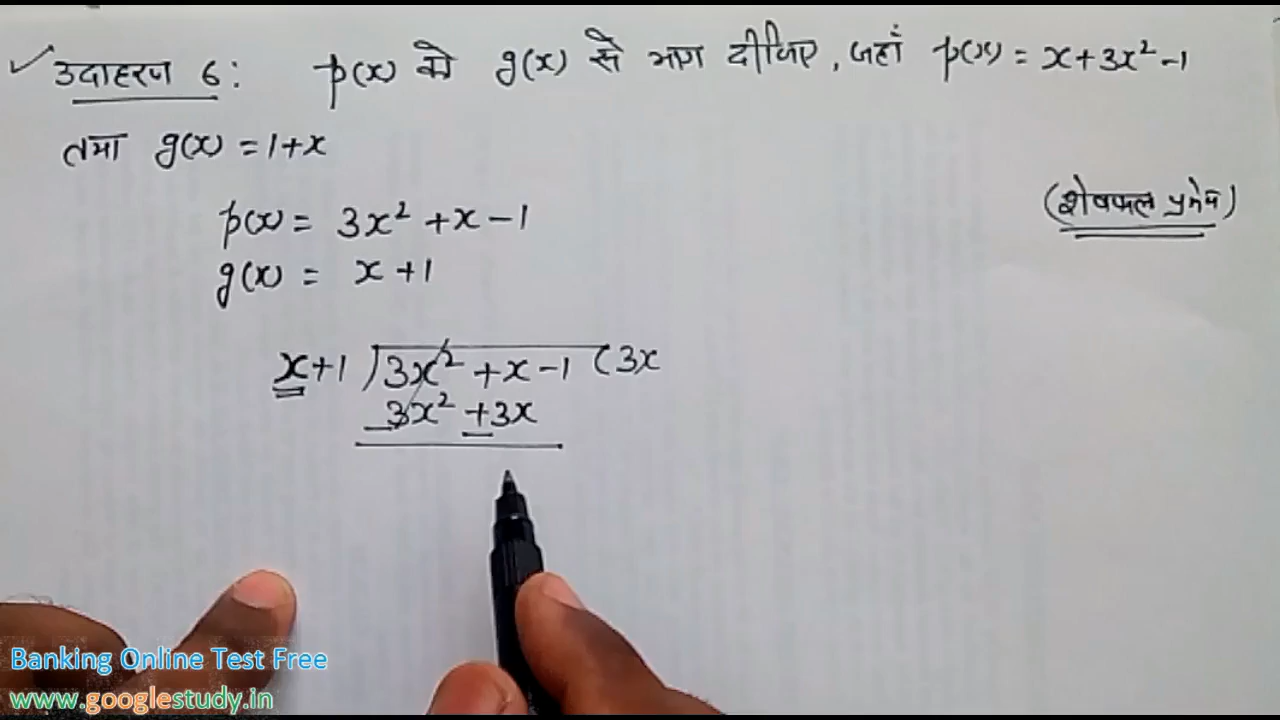 उदाहरण 6: p(x) को g(x) से भाग दीजिए, जहां p(x) = x+3x²-1
तथा g(x) = 1+x
(शेषफल प्रमेय)
p(x) = 3x² + x - 1
g(x) = x + 1
x+1 ) 3x² + x - 1 ( 3x
3x² + 3x
Banking Online Test Free
www.googlestudy.in